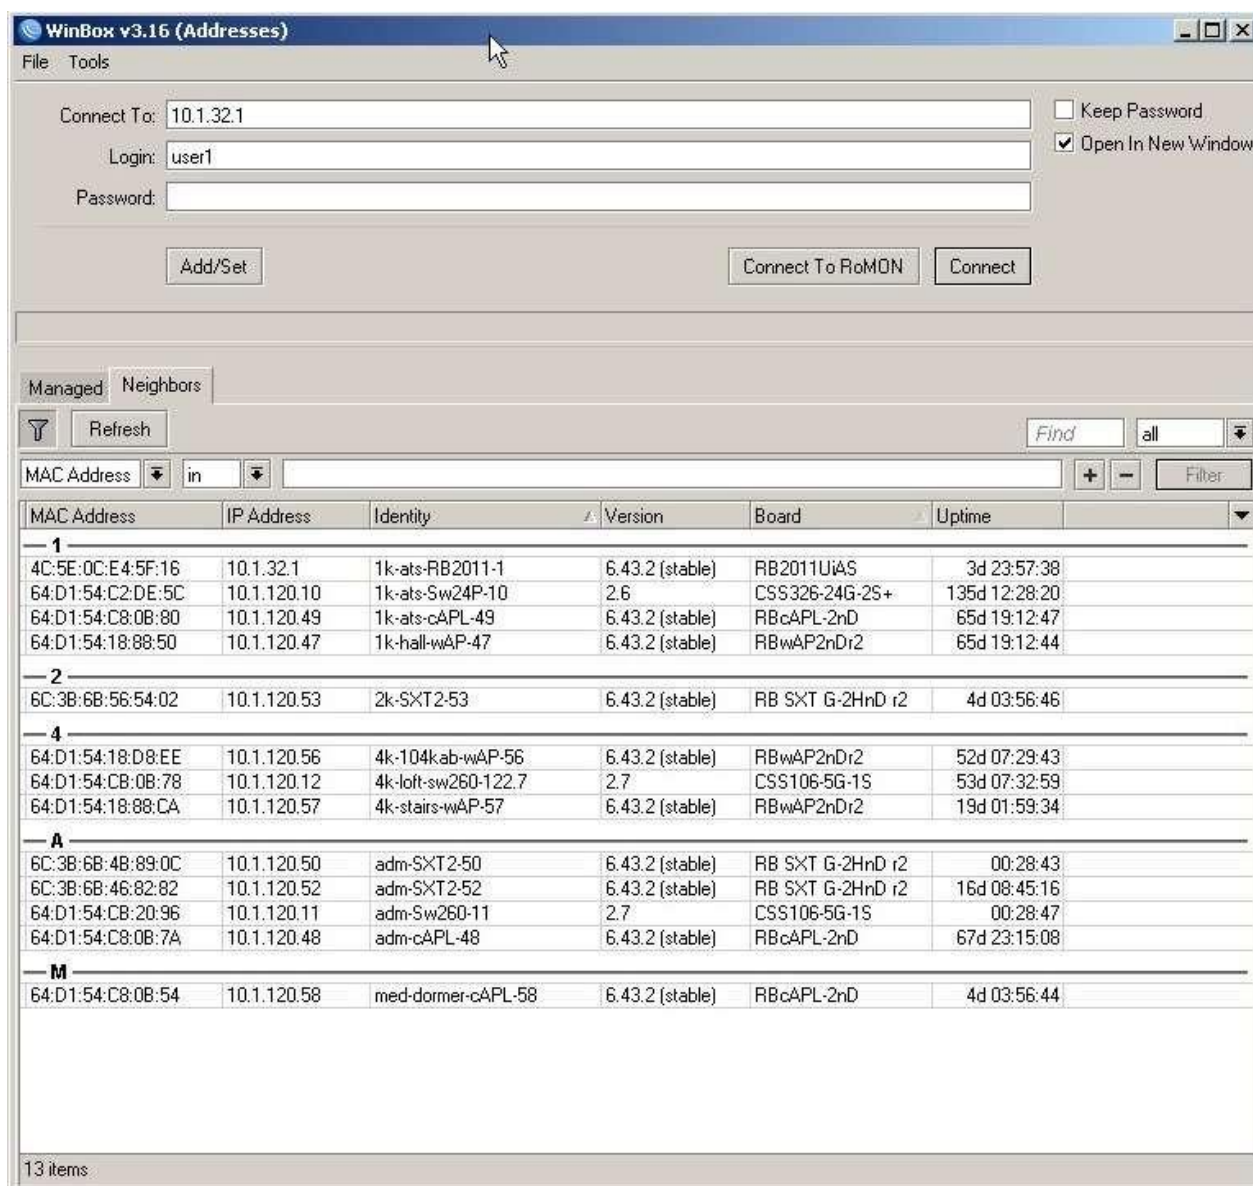 WinBox v3.16 (Addresses)
File Tools
Connect To: 10.1.32.1
Keep Password
Login: user1
Open In New Window
Password:
Add/Set Connect To RoMON Connect
Managed Neighbors
Refresh Find all
MAC Address in + − Filter
MAC Address IP Address Identity Version Board Uptime
1
4C:5E:0C:E4:5F:16 10.1.32.1 1k-ats-RB2011-1 6.43.2 (stable) RB2011UiAS 3d 23:57:38
64:D1:54:C2:DE:5C 10.1.120.10 1k-ats-Sw24P-10 2.6 CSS326-24G-2S+ 135d 12:28:20
64:D1:54:C8:0B:80 10.1.120.49 1k-ats-cAPL-49 6.43.2 (stable) RBcAPL-2nD 65d 19:12:47
64:D1:54:18:88:50 10.1.120.47 1k-hall-wAP-47 6.43.2 (stable) RBwAP2nDr2 65d 19:12:44
2
6C:3B:6B:56:54:02 10.1.120.53 2k-SXT2-53 6.43.2 (stable) RB SXT G-2HnD r2 4d 03:56:46
4
64:D1:54:18:D8:EE 10.1.120.56 4k-104kab-wAP-56 6.43.2 (stable) RBwAP2nDr2 52d 07:29:43
64:D1:54:CB:0B:78 10.1.120.12 4k-loft-sw260-122.7 2.7 CSS106-5G-1S 53d 07:32:59
64:D1:54:18:88:CA 10.1.120.57 4k-stairs-wAP-57 6.43.2 (stable) RBwAP2nDr2 19d 01:59:34
A
6C:3B:6B:4B:89:0C 10.1.120.50 adm-SXT2-50 6.43.2 (stable) RB SXT G-2HnD r2 00:28:43
6C:3B:6B:46:82:82 10.1.120.52 adm-SXT2-52 6.43.2 (stable) RB SXT G-2HnD r2 16d 08:45:16
64:D1:54:CB:20:96 10.1.120.11 adm-Sw260-11 2.7 CSS106-5G-1S 00:28:47
64:D1:54:C8:0B:7A 10.1.120.48 adm-cAPL-48 6.43.2 (stable) RBcAPL-2nD 67d 23:15:08
M
64:D1:54:C8:0B:54 10.1.120.58 med-dormer-cAPL-58 6.43.2 (stable) RBcAPL-2nD 4d 03:56:44
13 items